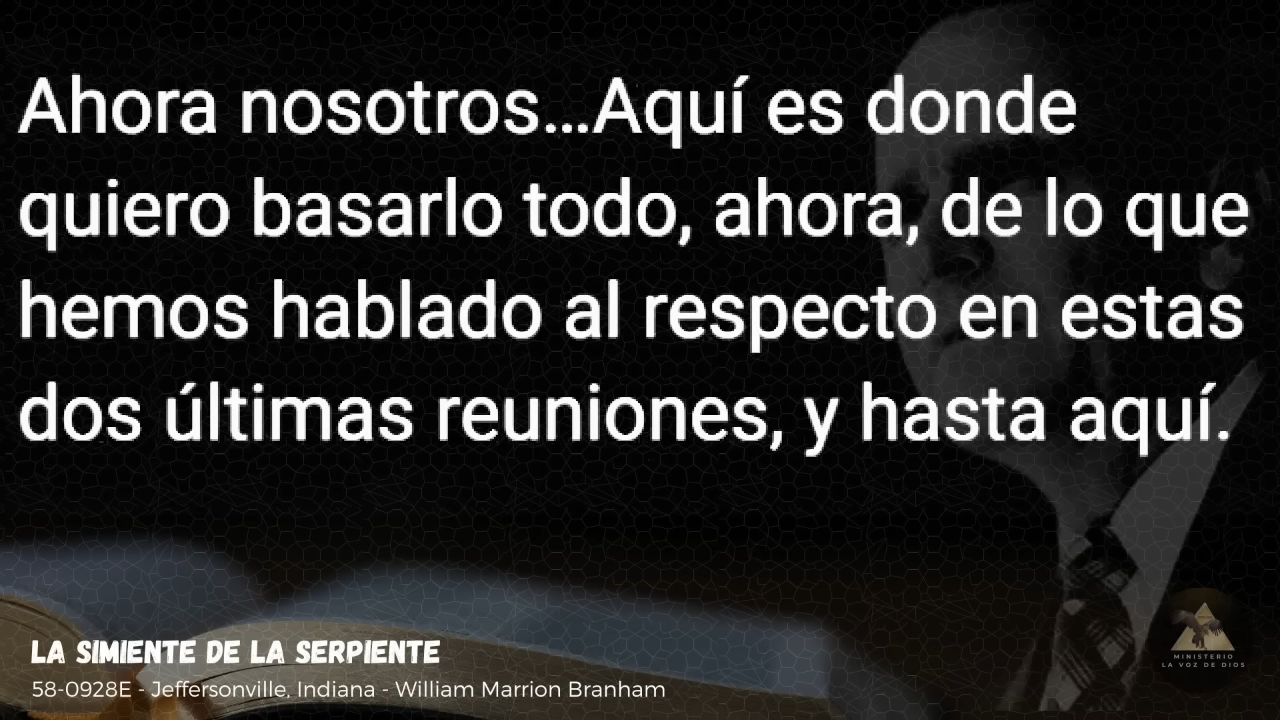 Ahora nosotros...Aquí es donde
quiero basarlo todo, ahora, de lo que
hemos hablado al respecto en estas
dos últimas reuniones, y hasta aquí.
LA SIMIENTE DE LA SERPIENTE
58-0928E - Jeffersonville, Indiana - William Marrion Branham
MINISTERIO
LA VOZ DE DIOS